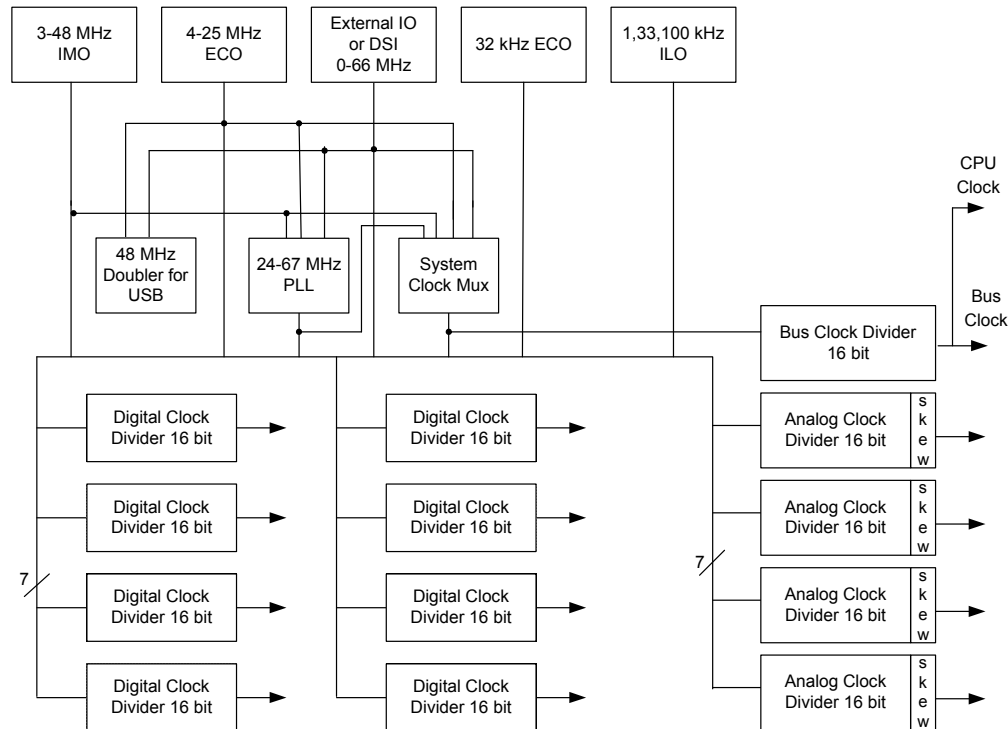 3-48 MHz
IMO
4-25 MHz
ECO
External IO
or DSI
0-66 MHz
32 kHz ECO
1,33,100 kHz
ILO
CPU
Clock
48 MHz
Doubler for
USB
24-67 MHz
PLL
System
Clock Mux
Bus
Clock
Bus Clock Divider
16 bit
Digital Clock
Divider 16 bit
Digital Clock
Divider 16 bit
Analog Clock
Divider 16 bit
s
k
e
w
Digital Clock
Divider 16 bit
Digital Clock
Divider 16 bit
Analog Clock
Divider 16 bit
s
k
e
w
7
7
Digital Clock
Divider 16 bit
Digital Clock
Divider 16 bit
Analog Clock
Divider 16 bit
s
k
e
w
Digital Clock
Divider 16 bit
Digital Clock
Divider 16 bit
Analog Clock
Divider 16 bit
s
k
e
w